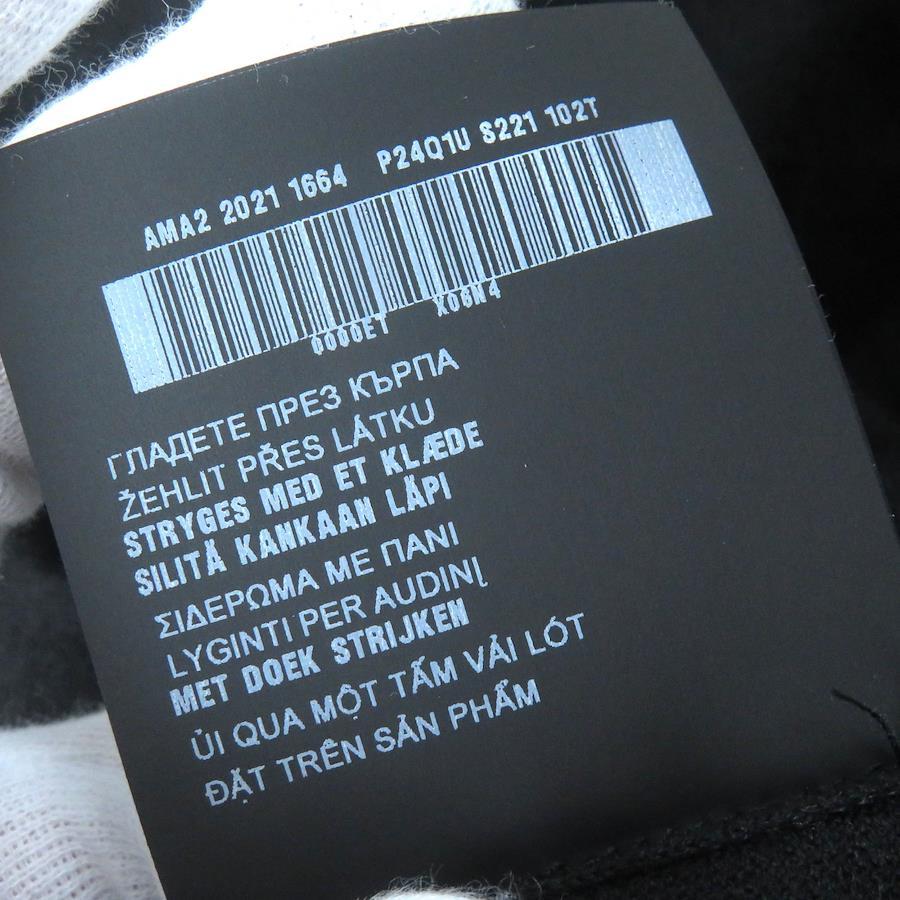 AMA2 2021 1664 P24Q1U S221 102T
0000ET X06N4
ГЛАДЕТЕ ПРЕЗ КЪРПА
ŽEHLIT PŘES LÁTKU
STRYGES MED ET KLÆDE
SILITÄ KANKAAN LÄPI
ΣΙΔΕΡΩΜΑ ΜΕ ΠΑΝΙ
LYGINTI PER AUDINĮ
MET DOEK STRIJKEN
ỦI QUA MỘT TẤM VẢI LÓT
ĐẶT TRÊN SẢN PHẨM